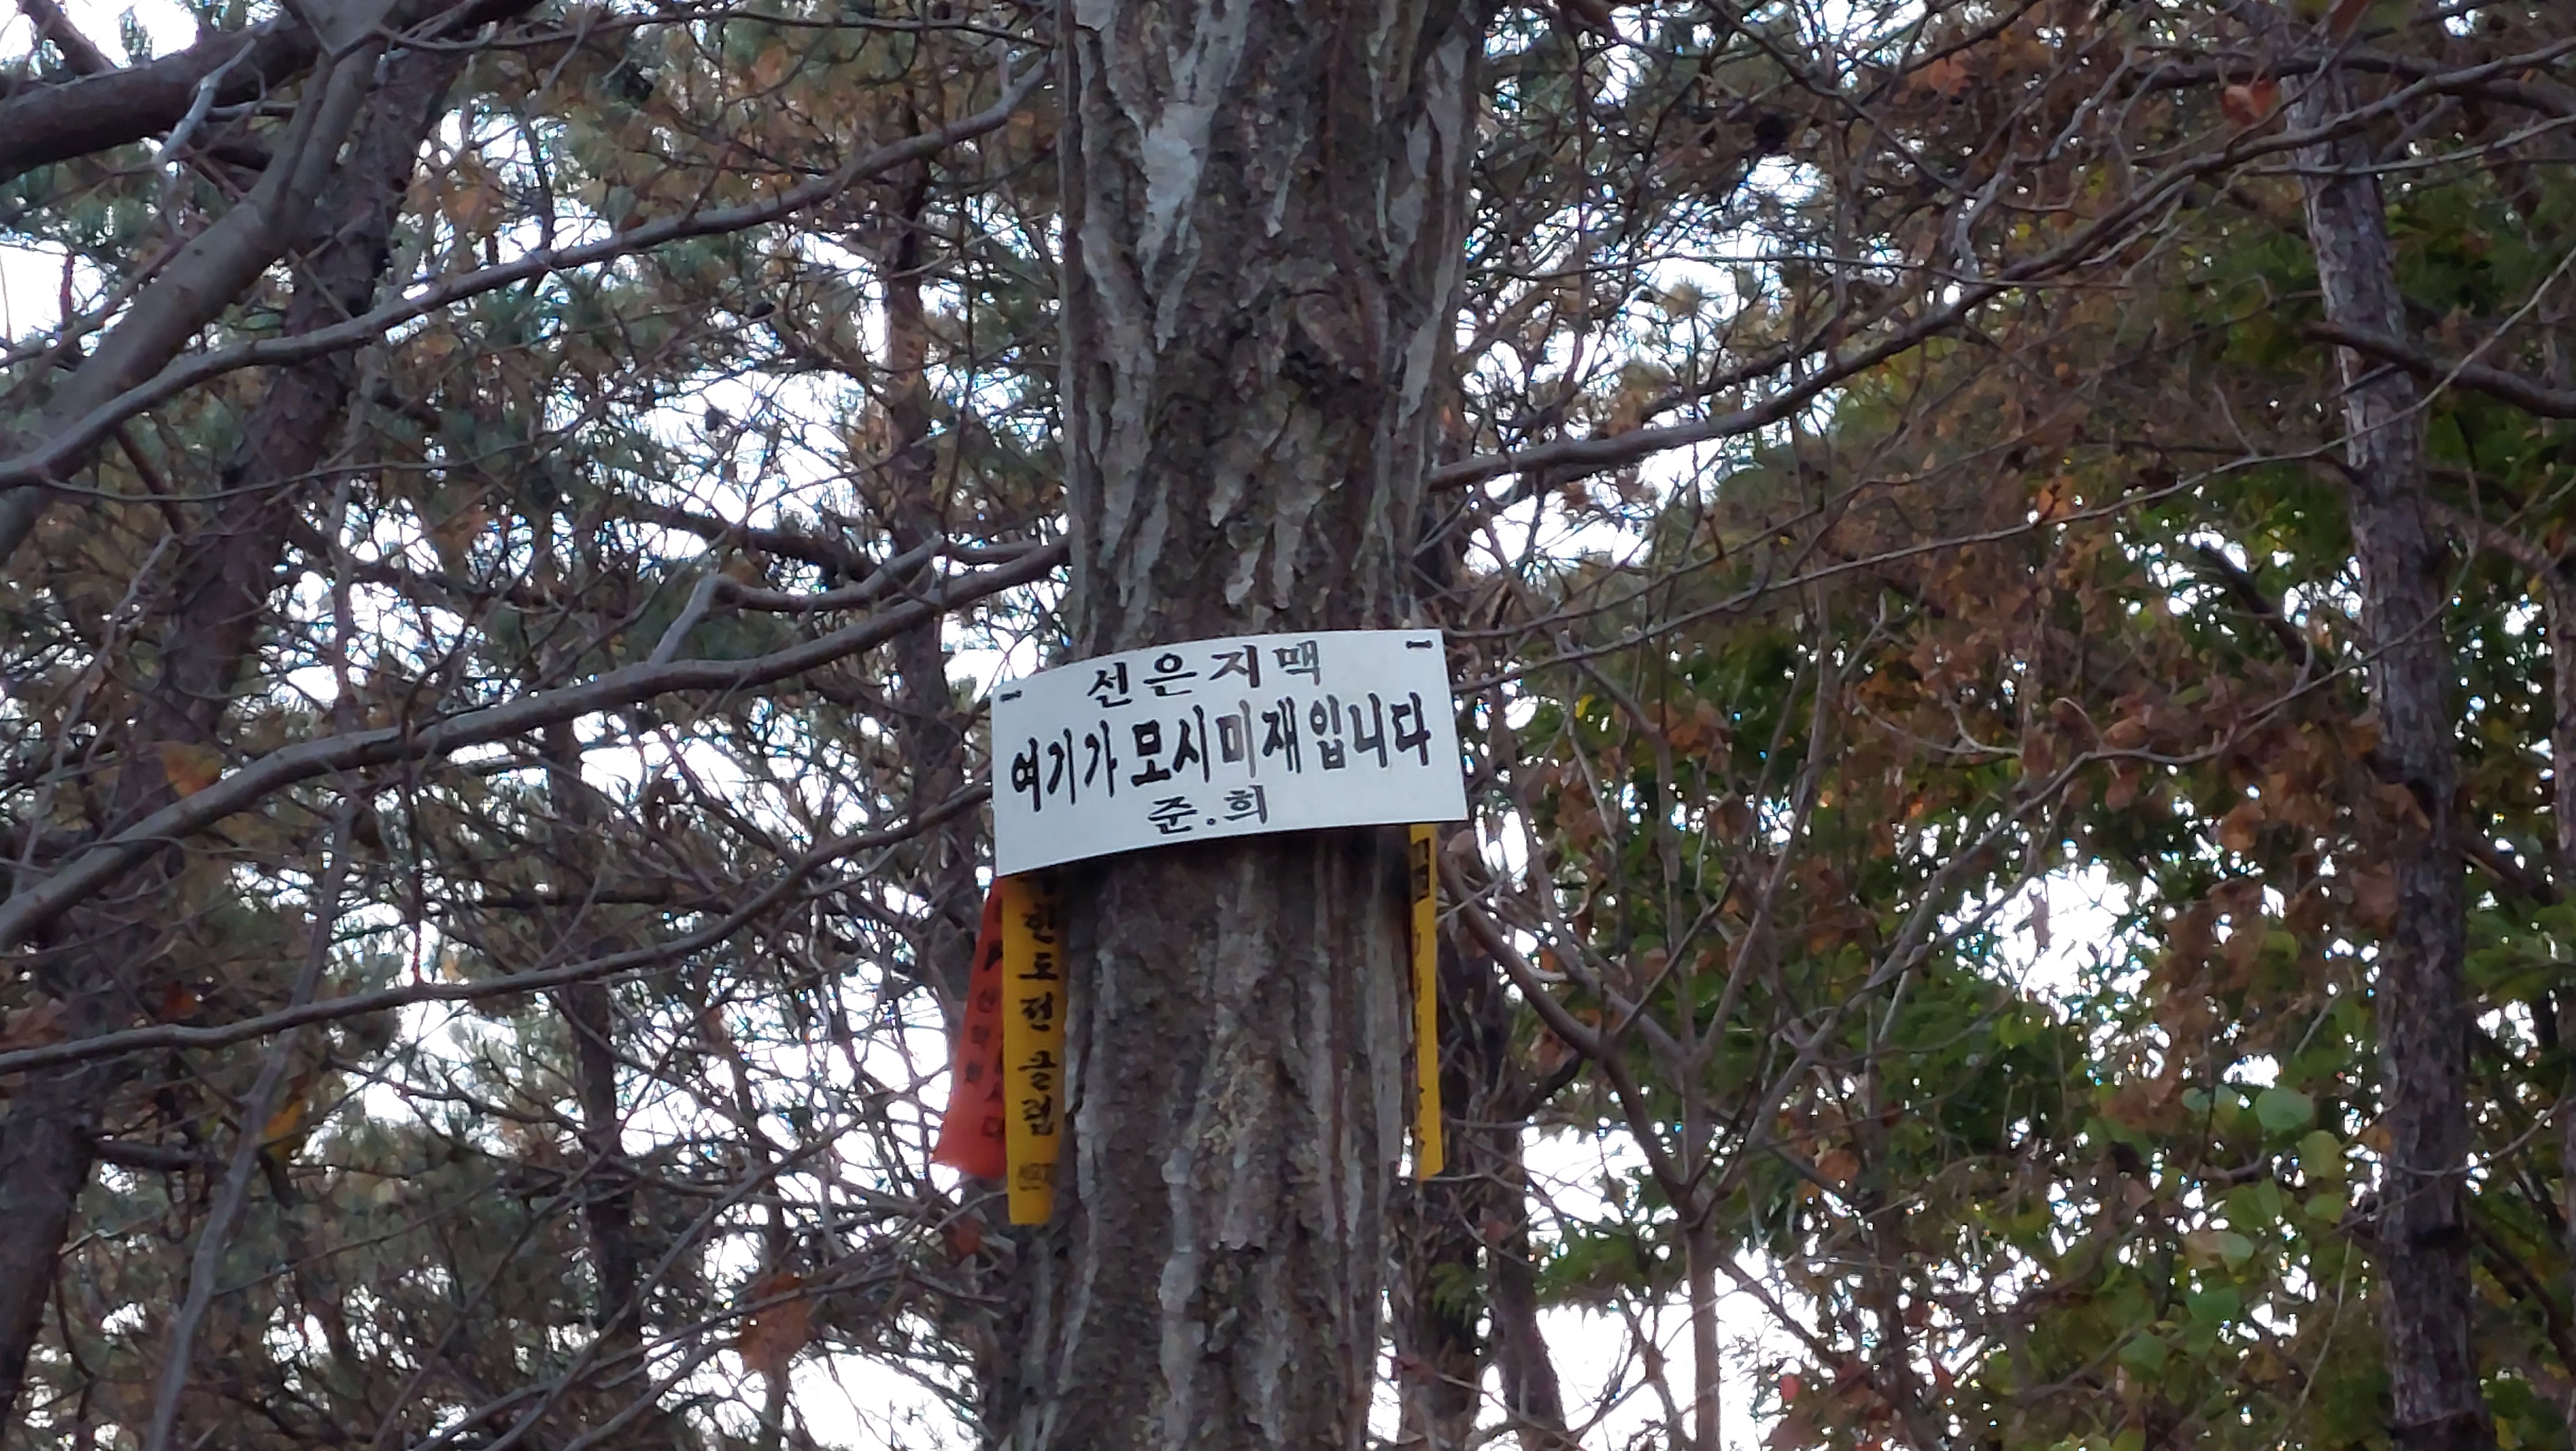 선은지맥
여기가 모시미재입니다
준.희
한도전클럽